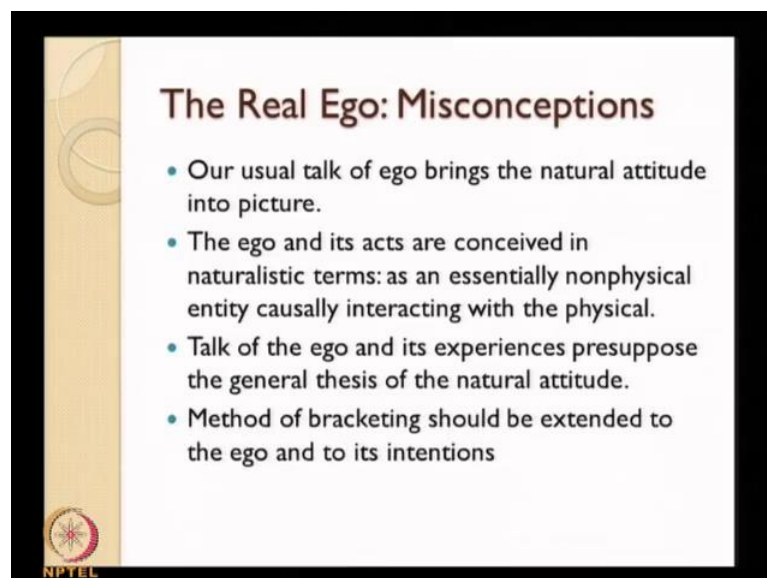 The Real Ego: Misconceptions
Our usual talk of ego brings the natural attitude
into picture.
The ego and its acts are conceived in
naturalistic terms: as an essentially nonphysical
entity causally interacting with the physical.
Talk of the ego and its experiences presuppose
the general thesis of the natural attitude.
Method of bracketing should be extended to
the ego and to its intentions
NPTEL